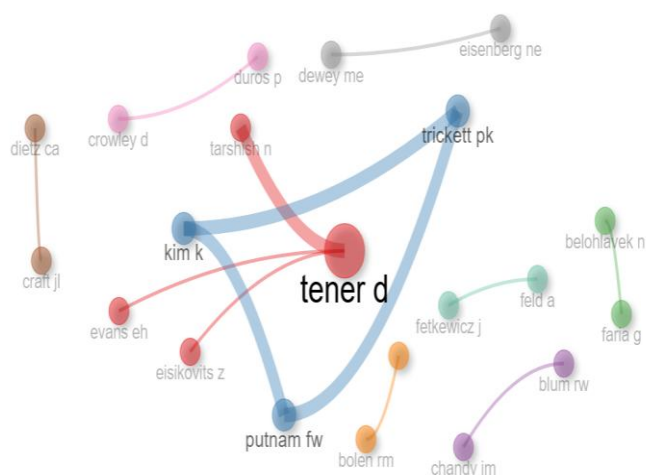 eisenberg ne
dewey me
duros p
crowley d
trickett pk
tarshish n
dietz ca
belohlavek n
kim k
craft jl
tener d
feld a
fetkewicz j
evans eh
faria g
eisikovits z
blum rw
putnam fw
bolen rm
chandy jm